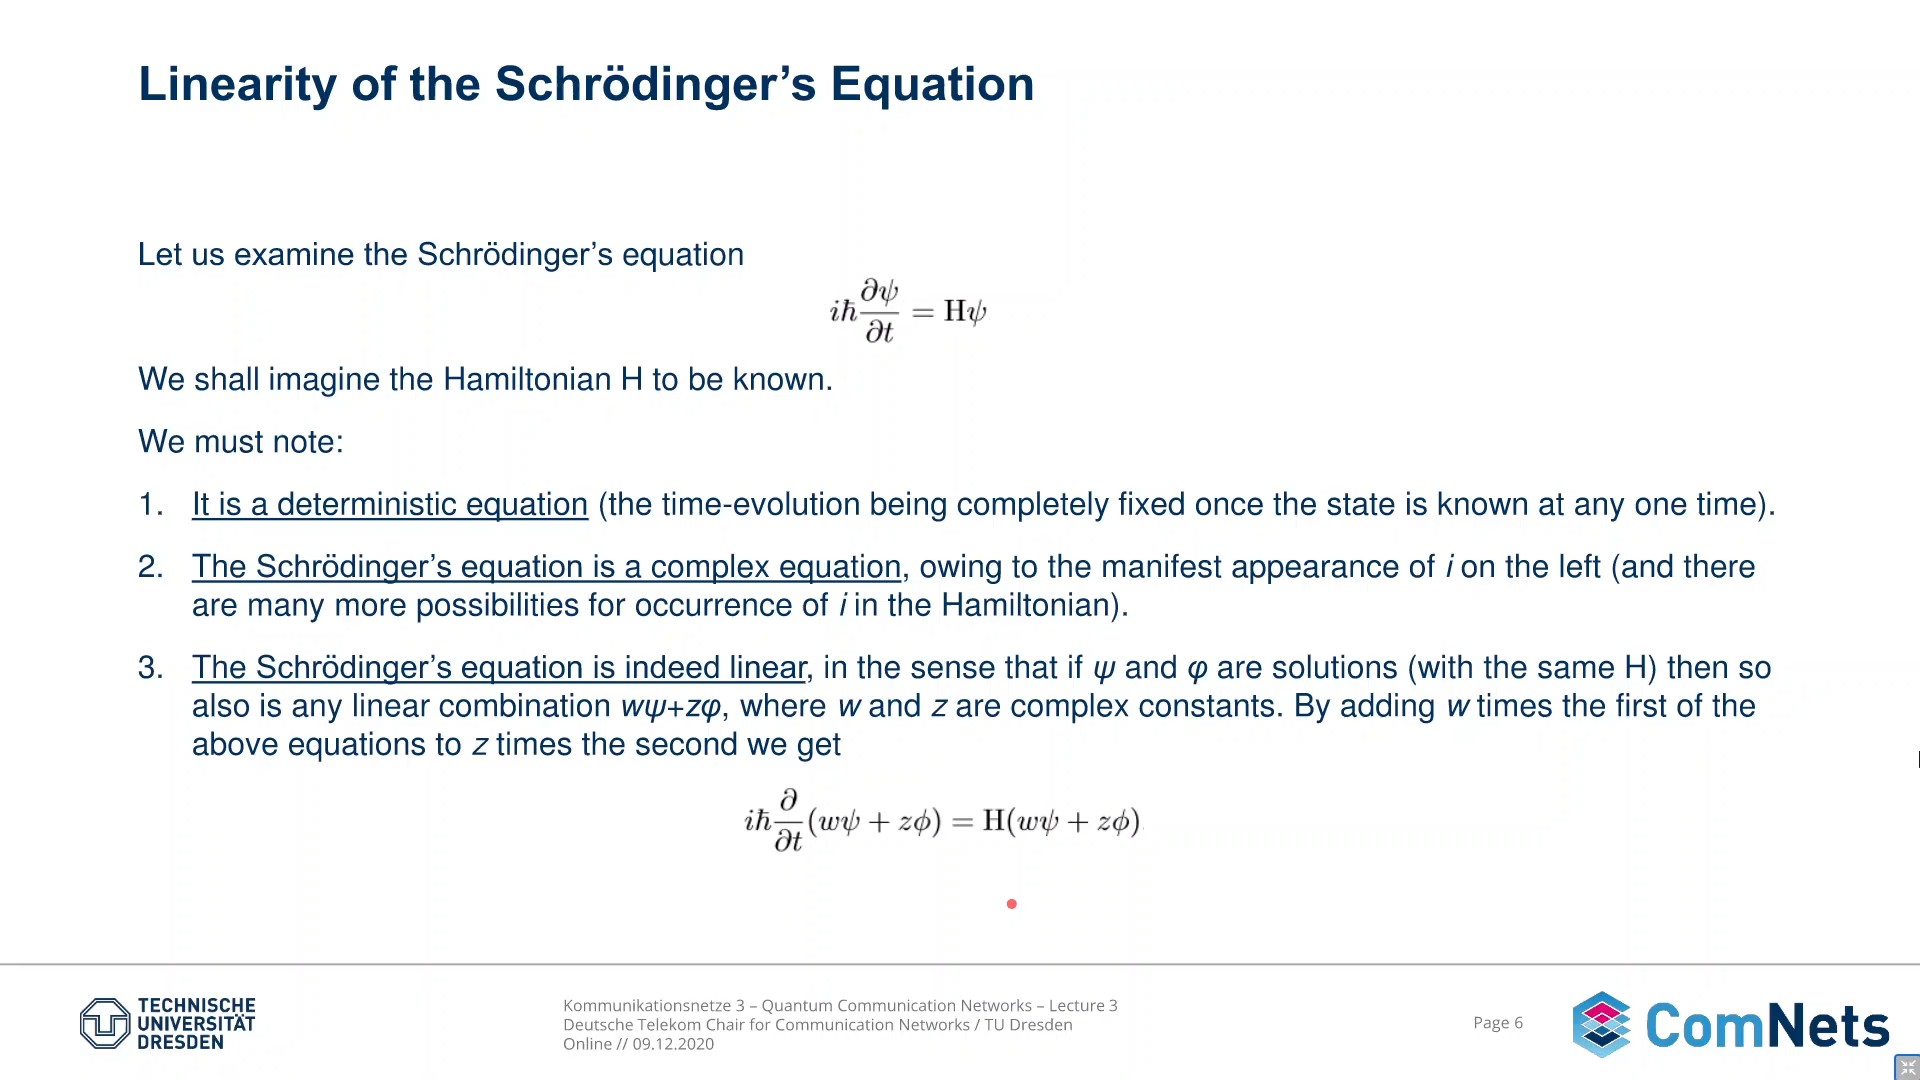 Linearity of the Schrödinger’s Equation
Let us examine the Schrödinger’s equation
iħ ∂ψ/∂t = Hψ
We shall imagine the Hamiltonian H to be known.
We must note:
1. It is a deterministic equation (the time-evolution being completely fixed once the state is known at any one time).
2. The Schrödinger’s equation is a complex equation, owing to the manifest appearance of i on the left (and there
are many more possibilities for occurrence of i in the Hamiltonian).
3. The Schrödinger’s equation is indeed linear, in the sense that if ψ and φ are solutions (with the same H) then so
also is any linear combination wψ+zφ, where w and z are complex constants. By adding w times the first of the
above equations to z times the second we get
iħ ∂/∂t (wψ + zϕ) = H(wψ + zϕ)
TECHNISCHE
UNIVERSITÄT
DRESDEN
Kommunikationsnetze 3 – Quantum Communication Networks – Lecture 3
Deutsche Telekom Chair for Communication Networks / TU Dresden
Online // 09.12.2020
Page 6
ComNets